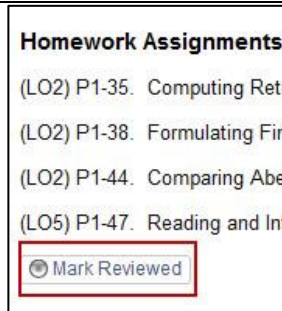 Homework Assignments
(LO2) P1-35. Computing Ret
(LO2) P1-38. Formulating Fir
(LO2) P1-44. Comparing Abe
(LO5) P1-47. Reading and Int
Mark Reviewed